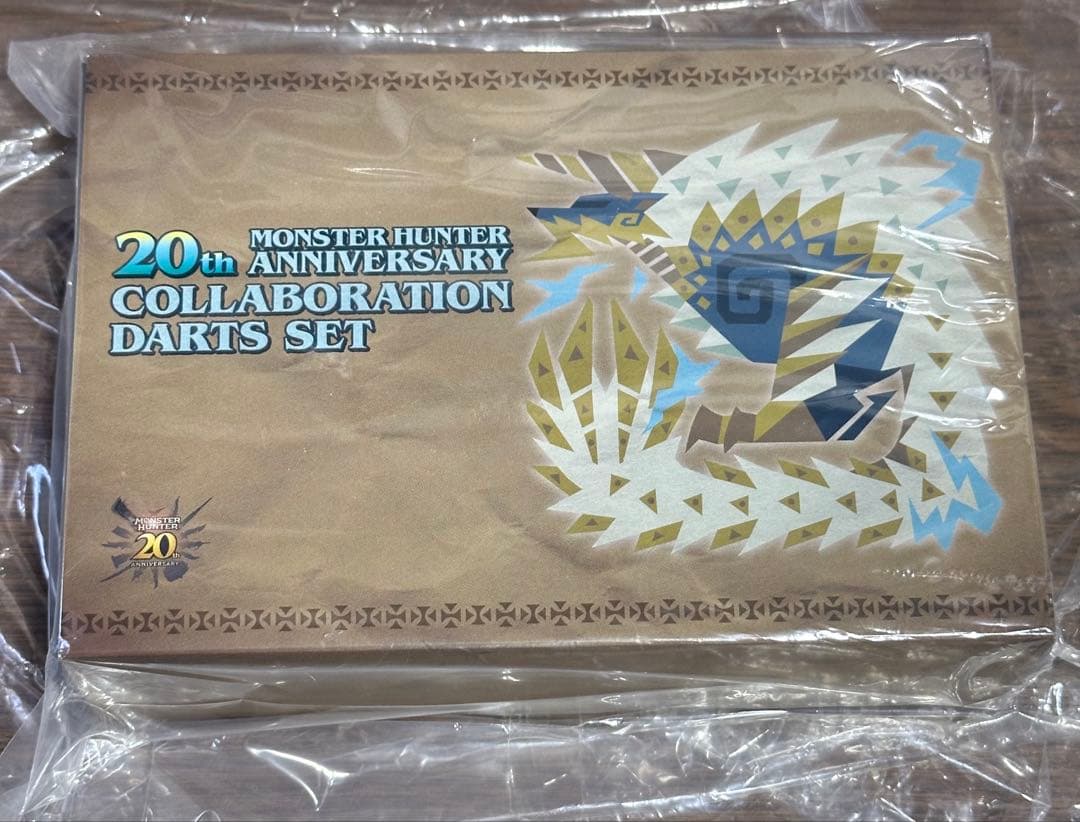 20th MONSTER HUNTER
ANNIVERSARY
COLLABORATION
DARTS SET
MONSTER
HUNTER
20th
ANNIVERSARY